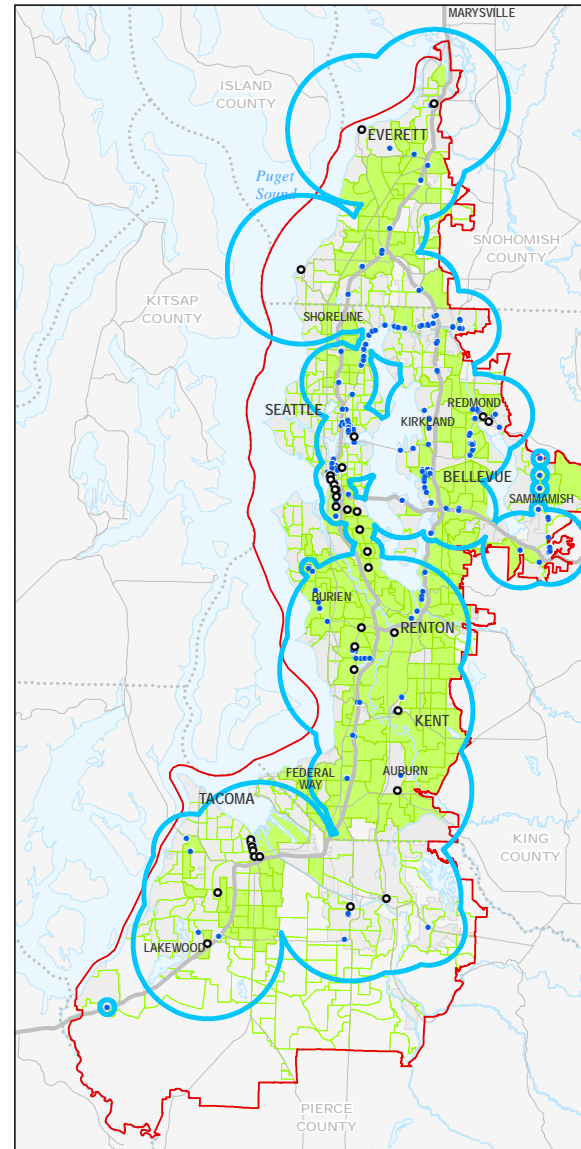 MARYSVILLE
ISLAND
COUNTY
EVERETT
Puget
Sound
SNOHOMISH
COUNTY
KITSAP
COUNTY
SHORELINE
SEATTLE
REDMOND
KIRKLAND
BELLEVUE
SAMMAMISH
BURIEN
RENTON
KENT
FEDERAL
WAY
AUBURN
TACOMA
KING
COUNTY
LAKEWOOD
PIERCE
COUNTY